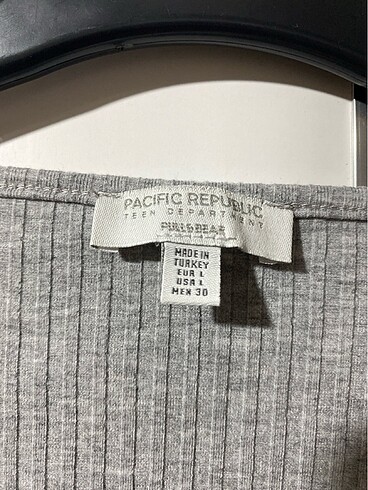 PACIFIC REPUBLIC
TEEN DEPARTMENT
PULL&BEAR
MADE IN
TURKEY
EUR L
USA L
MEX 30